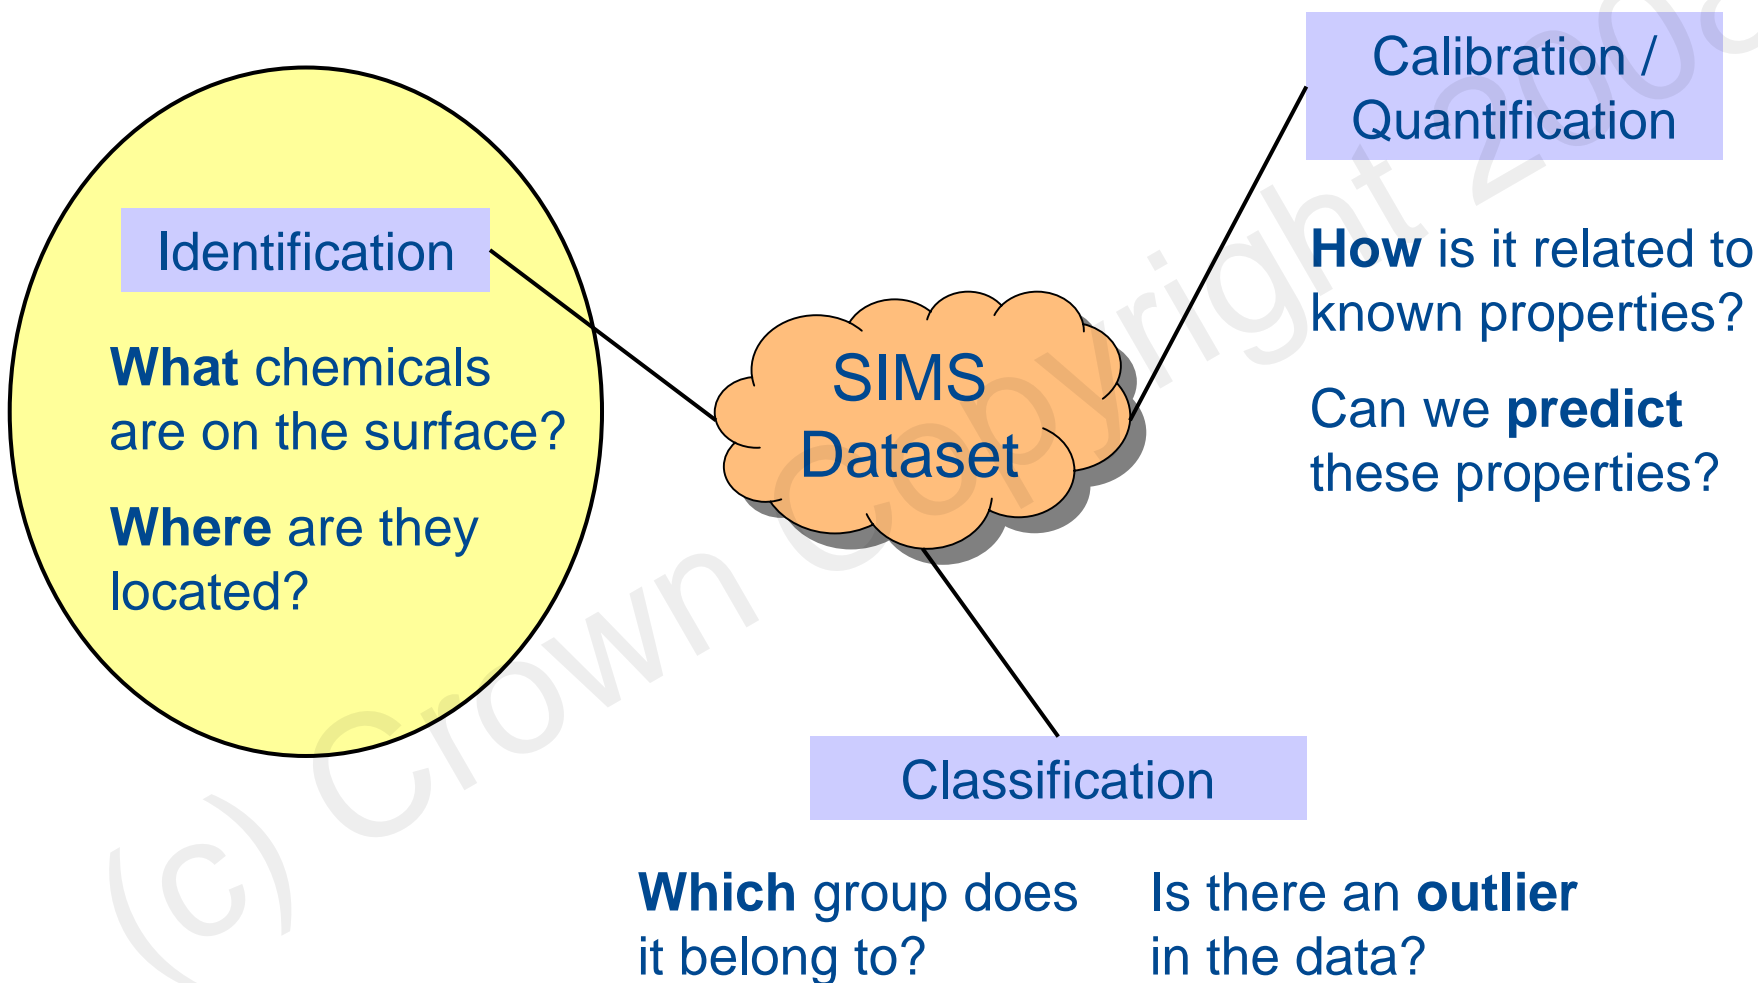 Calibration /
Quantification
How is it related to
known properties?
Can we predict
these properties?
Identification
What chemicals
are on the surface?
Where are they
located?
SIMS
Dataset
Classification
Which group does
it belong to?
Is there an outlier
in the data?
(c) Crown Copyright 2008